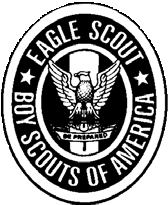 EAGLE SCOUT
BE PREPARED
BOY SCOUTS OF AMERICA